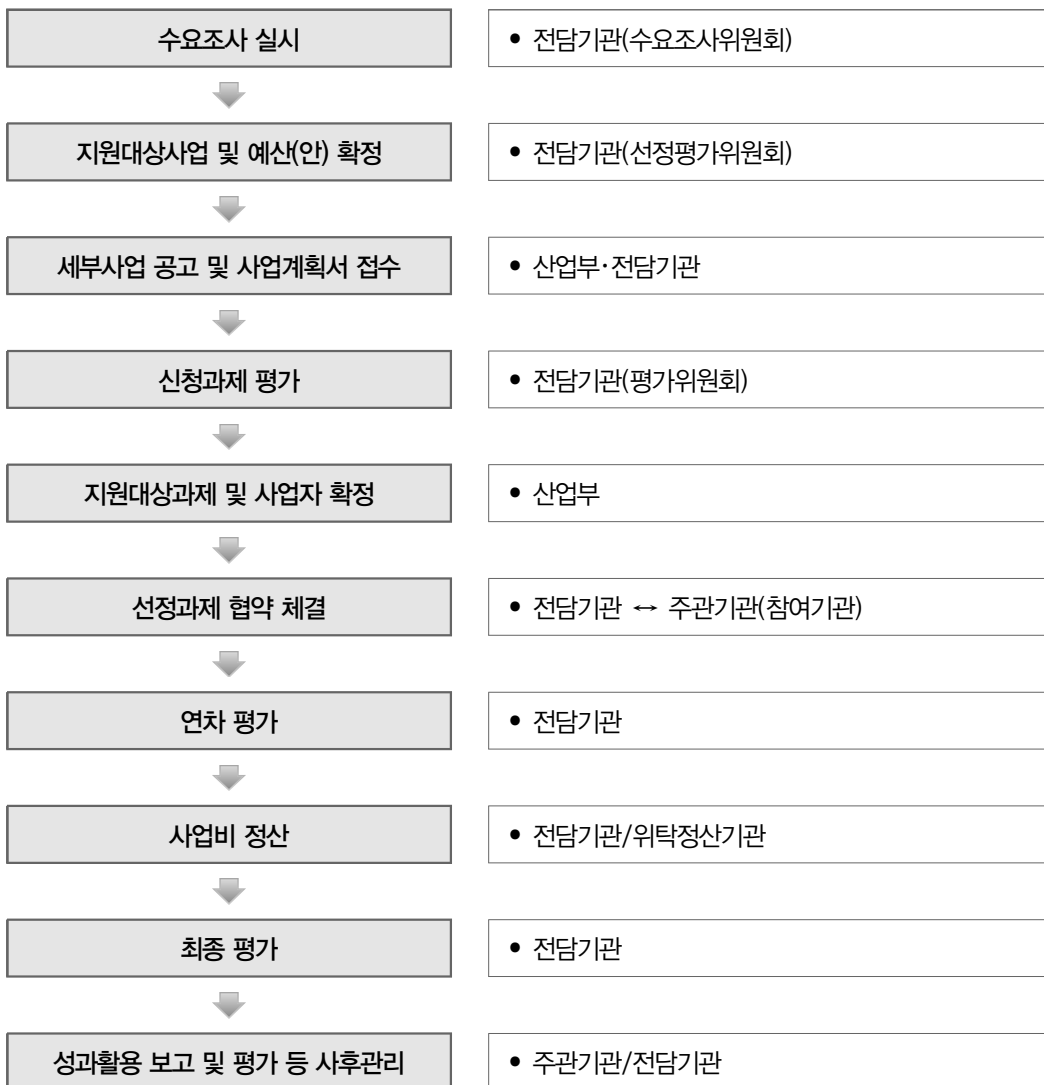 수요조사 실시
• 전담기관(수요조사위원회)
지원대상사업 및 예산(안) 확정
• 전담기관(선정평가위원회)
세부사업 공고 및 사업계획서 접수
• 산업부·전담기관
신청과제 평가
• 전담기관(평가위원회)
지원대상과제 및 사업자 확정
• 산업부
선정과제 협약 체결
• 전담기관 ↔ 주관기관(참여기관)
연차 평가
• 전담기관
사업비 정산
• 전담기관/위탁정산기관
최종 평가
• 전담기관
성과활용 보고 및 평가 등 사후관리
• 주관기관/전담기관